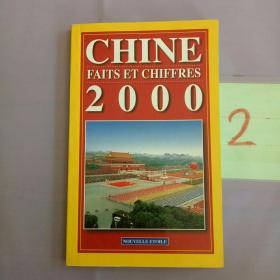 CHINE
FAITS ET CHIFFRES
2000
NOUVELLE ETOILE
2